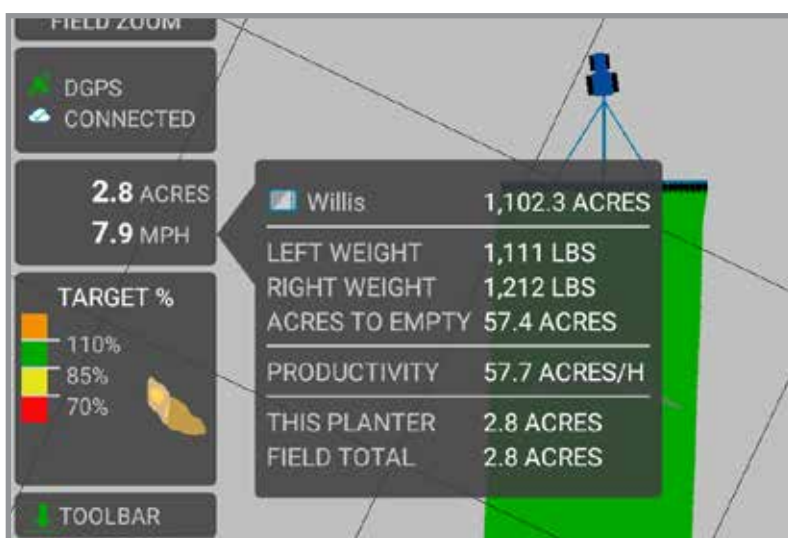 FIELD ZOOM
DGPS
CONNECTED
2.8 ACRES
7.9 MPH
TARGET %
110%
85%
70%
TOOLBAR
Willis 1,102.3 ACRES
LEFT WEIGHT 1,111 LBS
RIGHT WEIGHT 1,212 LBS
ACRES TO EMPTY 57.4 ACRES
PRODUCTIVITY 57.7 ACRES/H
THIS PLANTER 2.8 ACRES
FIELD TOTAL 2.8 ACRES